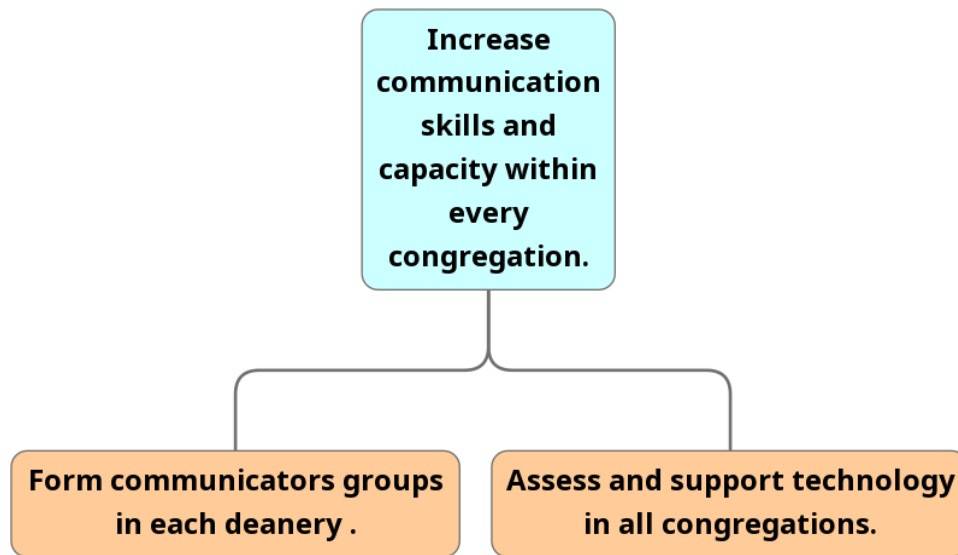 Increase
communication
skills and
capacity within
every
congregation.
Form communicators groups
in each deanery .
Assess and support technology
in all congregations.